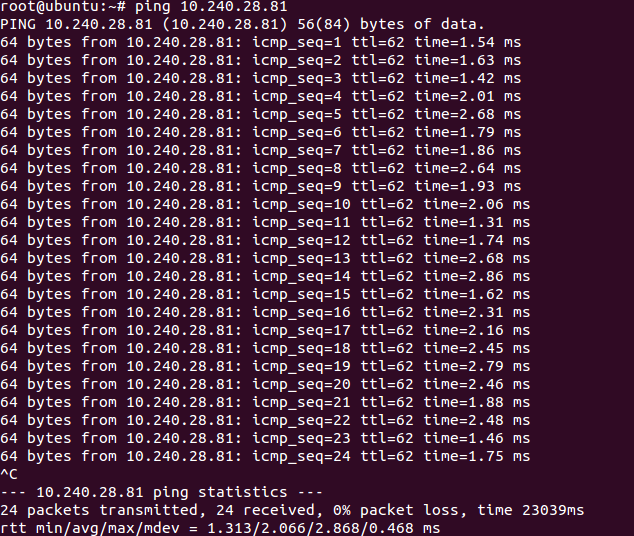 root@ubuntu:~# ping 10.240.28.81
PING 10.240.28.81 (10.240.28.81) 56(84) bytes of data.
64 bytes from 10.240.28.81: icmp_seq=1 ttl=62 time=1.54 ms
64 bytes from 10.240.28.81: icmp_seq=2 ttl=62 time=1.63 ms
64 bytes from 10.240.28.81: icmp_seq=3 ttl=62 time=1.42 ms
64 bytes from 10.240.28.81: icmp_seq=4 ttl=62 time=2.01 ms
64 bytes from 10.240.28.81: icmp_seq=5 ttl=62 time=2.68 ms
64 bytes from 10.240.28.81: icmp_seq=6 ttl=62 time=1.79 ms
64 bytes from 10.240.28.81: icmp_seq=7 ttl=62 time=1.86 ms
64 bytes from 10.240.28.81: icmp_seq=8 ttl=62 time=2.64 ms
64 bytes from 10.240.28.81: icmp_seq=9 ttl=62 time=1.93 ms
64 bytes from 10.240.28.81: icmp_seq=10 ttl=62 time=2.06 ms
64 bytes from 10.240.28.81: icmp_seq=11 ttl=62 time=1.31 ms
64 bytes from 10.240.28.81: icmp_seq=12 ttl=62 time=1.74 ms
64 bytes from 10.240.28.81: icmp_seq=13 ttl=62 time=2.68 ms
64 bytes from 10.240.28.81: icmp_seq=14 ttl=62 time=2.86 ms
64 bytes from 10.240.28.81: icmp_seq=15 ttl=62 time=1.62 ms
64 bytes from 10.240.28.81: icmp_seq=16 ttl=62 time=2.31 ms
64 bytes from 10.240.28.81: icmp_seq=17 ttl=62 time=2.16 ms
64 bytes from 10.240.28.81: icmp_seq=18 ttl=62 time=2.45 ms
64 bytes from 10.240.28.81: icmp_seq=19 ttl=62 time=2.79 ms
64 bytes from 10.240.28.81: icmp_seq=20 ttl=62 time=2.46 ms
64 bytes from 10.240.28.81: icmp_seq=21 ttl=62 time=1.88 ms
64 bytes from 10.240.28.81: icmp_seq=22 ttl=62 time=2.48 ms
64 bytes from 10.240.28.81: icmp_seq=23 ttl=62 time=1.46 ms
64 bytes from 10.240.28.81: icmp_seq=24 ttl=62 time=1.75 ms
^C
--- 10.240.28.81 ping statistics ---
24 packets transmitted, 24 received, 0% packet loss, time 23039ms
rtt min/avg/max/mdev = 1.313/2.066/2.868/0.468 ms